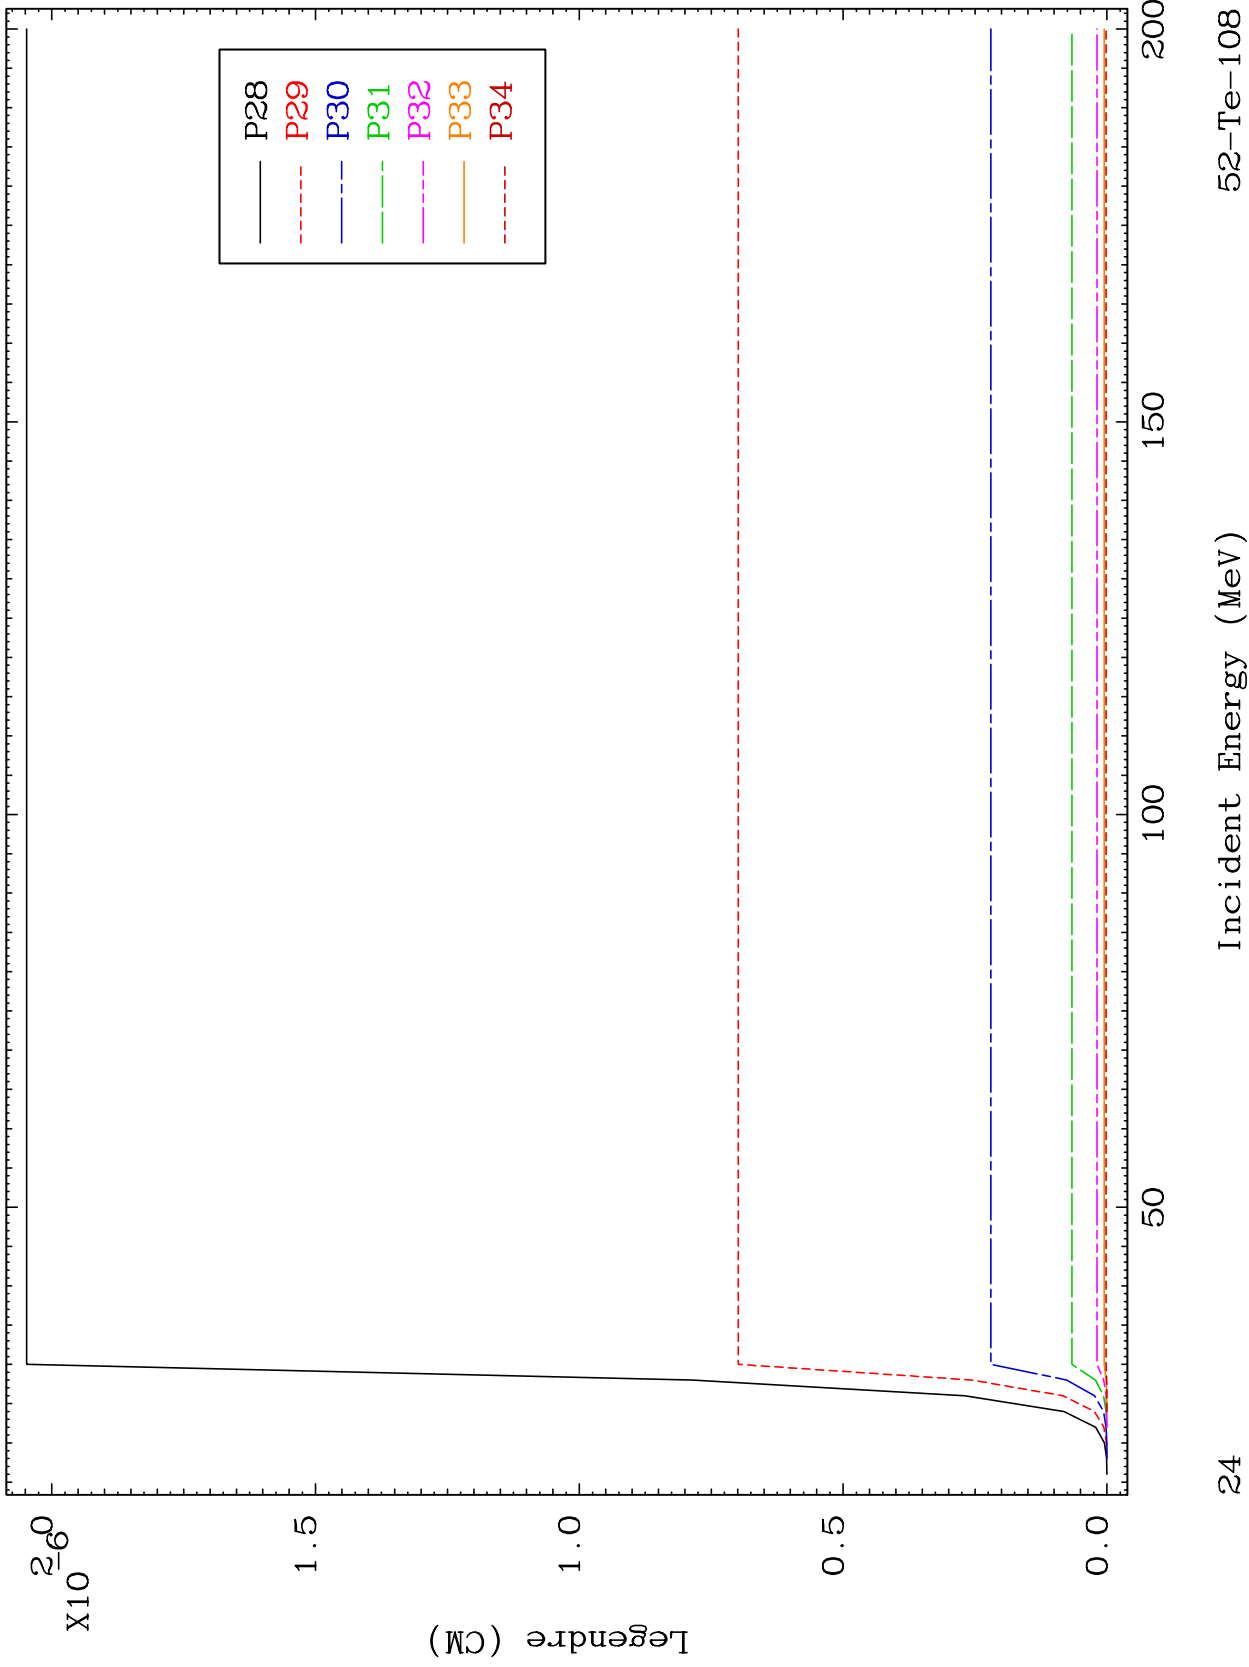 X10
-6
2.0
1.5
1.0
0.5
0.0
Legendre (CM)
P28
P29
P30
P31
P32
P33
P34
50
100
150
200
Incident Energy (MeV)
24
52-Te-108